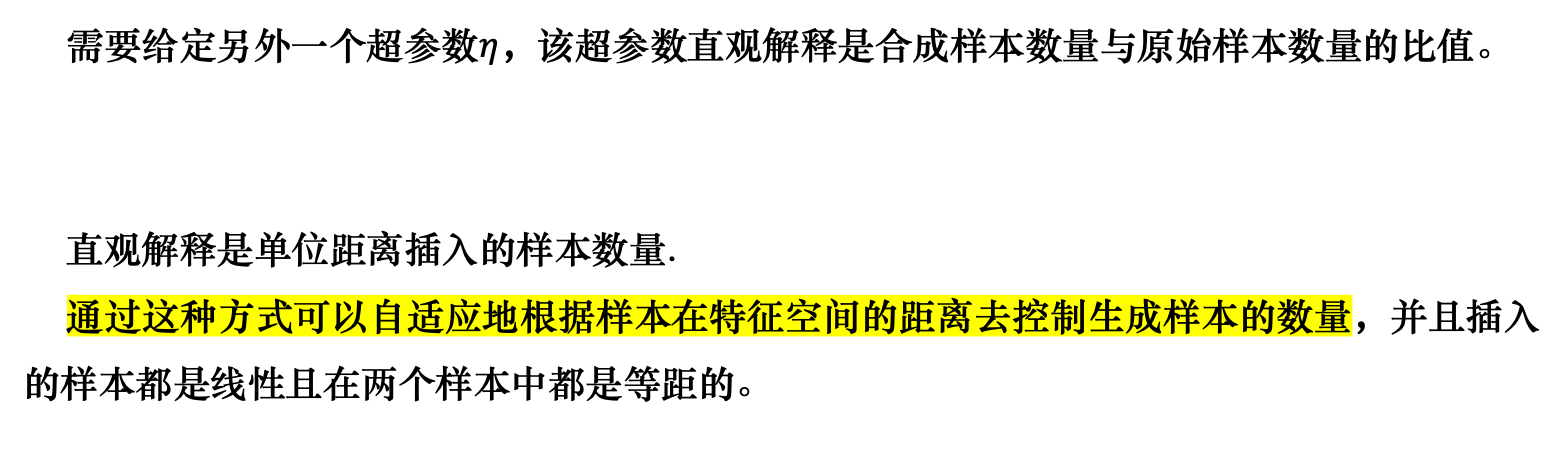 需要给定另外一个超参数η，该超参数直观解释是合成样本数量与原始样本数量的比值。
直观解释是单位距离插入的样本数量.
通过这种方式可以自适应地根据样本在特征空间的距离去控制生成样本的数量，并且插入
的样本都是线性且在两个样本中都是等距的。